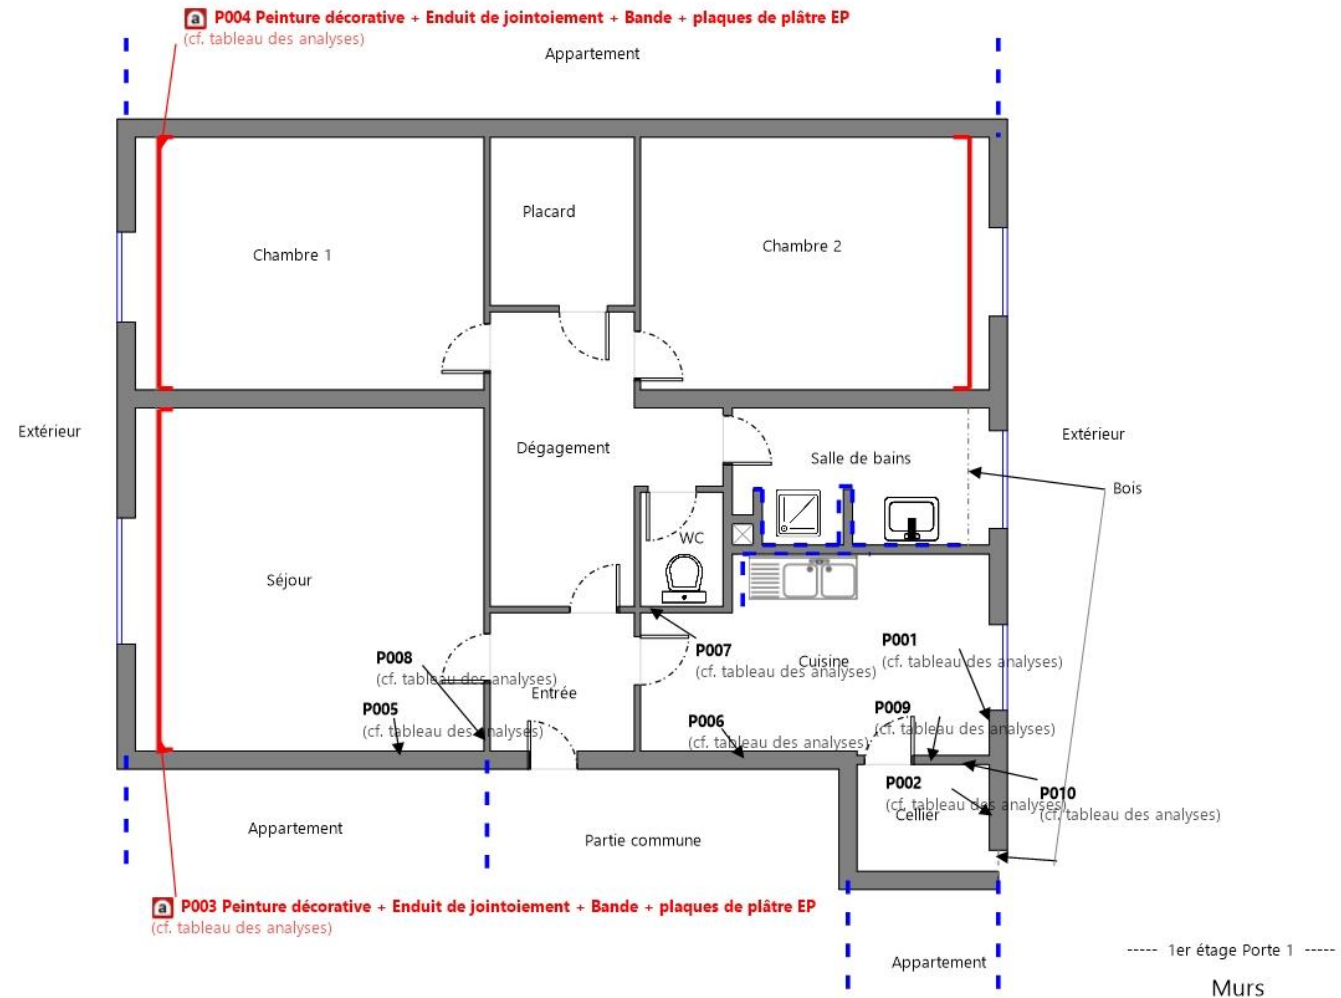 a P004 Peinture décorative + Enduit de jointoiement + Bande + plaques de plâtre EP
(cf. tableau des analyses)
Appartement
Placard
Chambre 1
Chambre 2
Extérieur
Extérieur
Dégagement
Salle de bains
Bois
WC
Séjour
P001
(cf. tableau des analyses)
P007
(cf. tableau des analyses)
Cuisine
P008
(cf. tableau des analyses)
Entrée
P005
(cf. tableau des analyses)
P009
(cf. tableau des analyses)
P006
(cf. tableau des analyses)
P002
(cf. tableau des analyses)
P010
(cf. tableau des analyses)
Cellier
Appartement
Partie commune
a P003 Peinture décorative + Enduit de jointoiement + Bande + plaques de plâtre EP
(cf. tableau des analyses)
Appartement
----- 1er étage Porte 1 -----
Murs